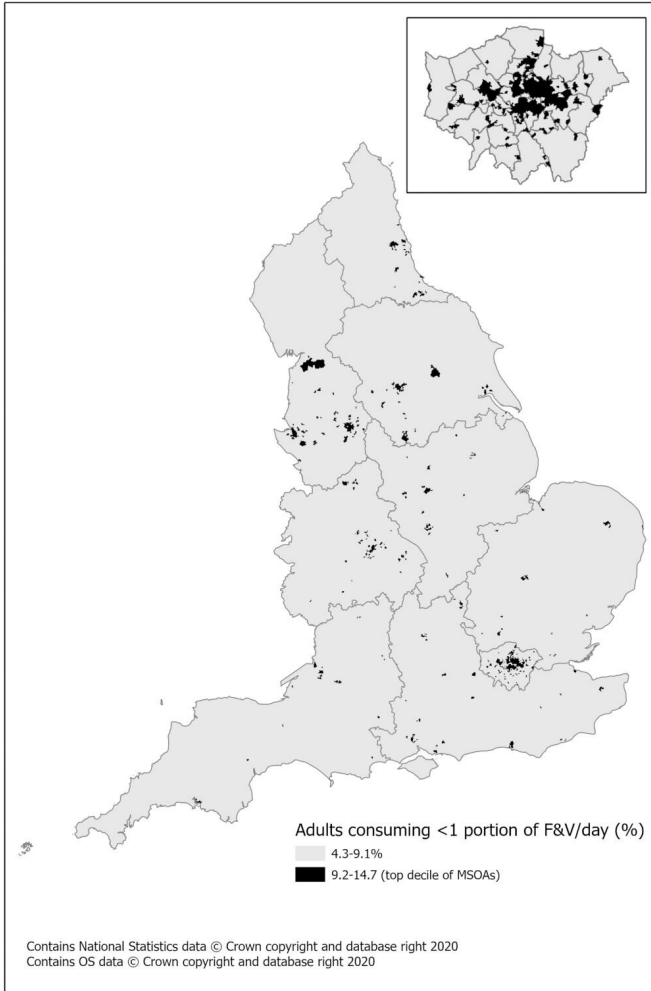 Adults consuming <1 portion of F&V/day (%)
4.3-9.1%
9.2-14.7 (top decile of MSOAs)
Contains National Statistics data © Crown copyright and database right 2020
Contains OS data © Crown copyright and database right 2020